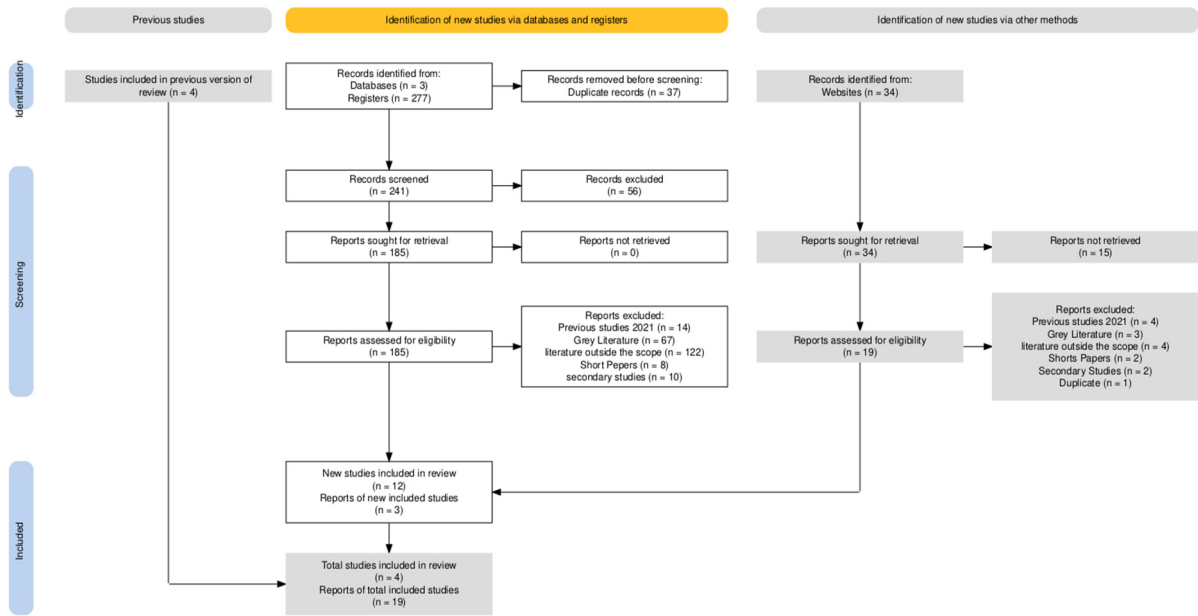 Previous studies
Identification of new studies via databases and registers
Identification of new studies via other methods
Identification
Studies included in previous version of
review (n = 4)
Records identified from:
Databases (n = 3)
Registers (n = 277)
Records removed before screening:
Duplicate records (n = 37)
Records identified from:
Websites (n = 34)
Screening
Records screened
(n = 241)
Records excluded
(n = 56)
Reports sought for retrieval
(n = 185)
Reports not retrieved
(n = 0)
Reports sought for retrieval
(n = 34)
Reports not retrieved
(n = 15)
Reports assessed for eligibility
(n = 185)
Reports excluded:
Previous studies 2021 (n = 14)
Grey Literature (n = 67)
literature outside the scope (n = 122)
Short Pepers (n = 8)
secondary studies (n = 10)
Reports assessed for eligibility
(n = 19)
Reports excluded:
Previous studies 2021 (n = 4)
Grey Literature (n = 3)
literature outside the scope (n = 4)
Shorts Papers (n = 2)
Secondary Studies (n = 2)
Duplicate (n = 1)
Included
New studies included in review
(n = 12)
Reports of new included studies
(n = 3)
Total studies included in review
(n = 4)
Reports of total included studies
(n = 19)